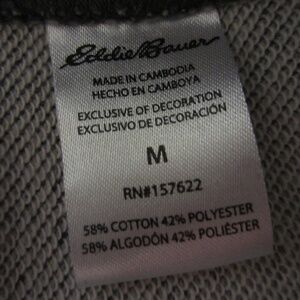 Eddie Bauer
MADE IN CAMBODIA
HECHO EN CAMBOYA
EXCLUSIVE OF DECORATION
EXCLUSIVO DE DECORACIÓN
M
RN#157622
58% COTTON 42% POLYESTER
58% ALGODÓN 42% POLIÉSTER